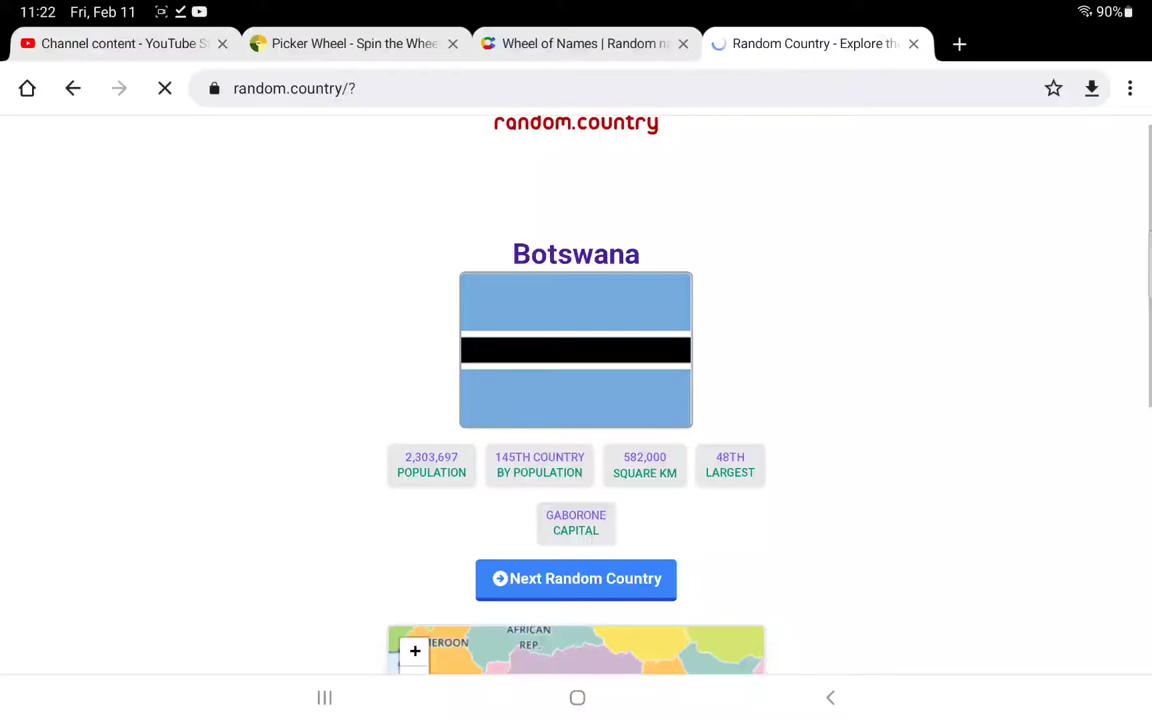 11:22 Fri, Feb 11 90%
Channel content - YouTube S
Picker Wheel - Spin the Whee
Wheel of Names | Random n
Random Country - Explore th
random.country/?
random.country
Botswana
2,303,697
POPULATION
145TH COUNTRY
BY POPULATION
582,000
SQUARE KM
48TH
LARGEST
GABORONE
CAPITAL
Next Random Country
+
MEROON
AFRICAN
REP.